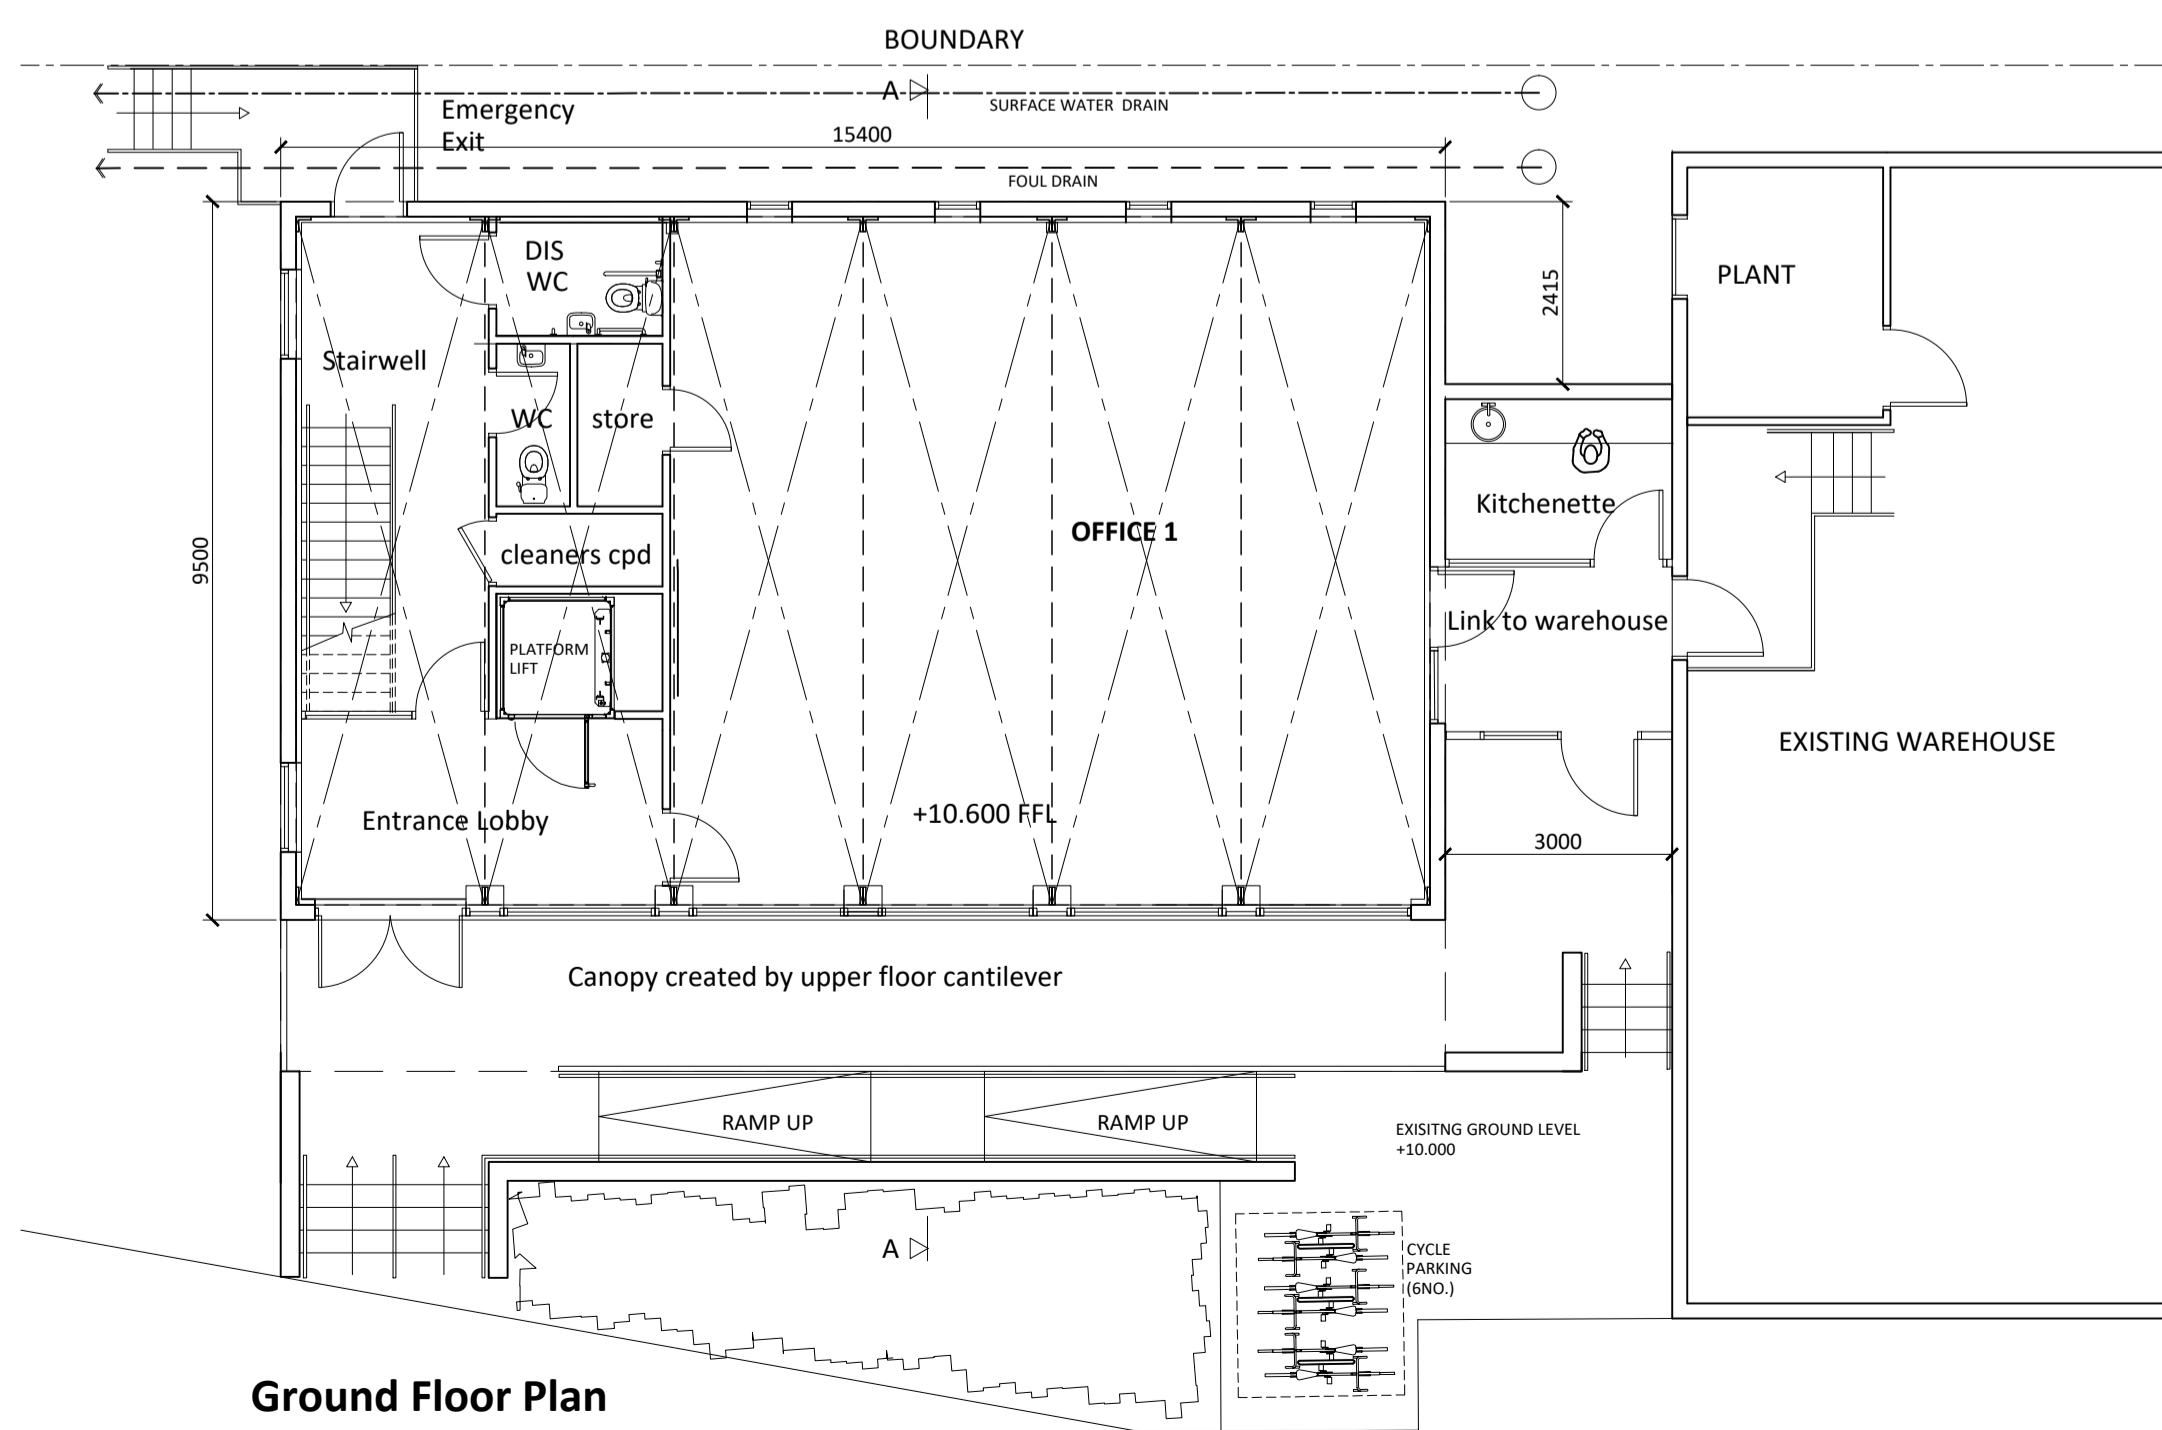 BOUNDARY
A
SURFACE WATER DRAIN
Emergency
Exit
15400
FOUL DRAIN
DIS
WC
2415
PLANT
Stairwell
WC
store
Kitchenette
OFFICE 1
9500
cleaners cpd
Link to warehouse
PLATFORM
LIFT
EXISTING WAREHOUSE
+10.600 FFL
Entrance Lobby
3000
Canopy created by upper floor cantilever
RAMP UP
RAMP UP
EXISITNG GROUND LEVEL
+10.000
A
CYCLE
PARKING
(6NO.)
Ground Floor Plan